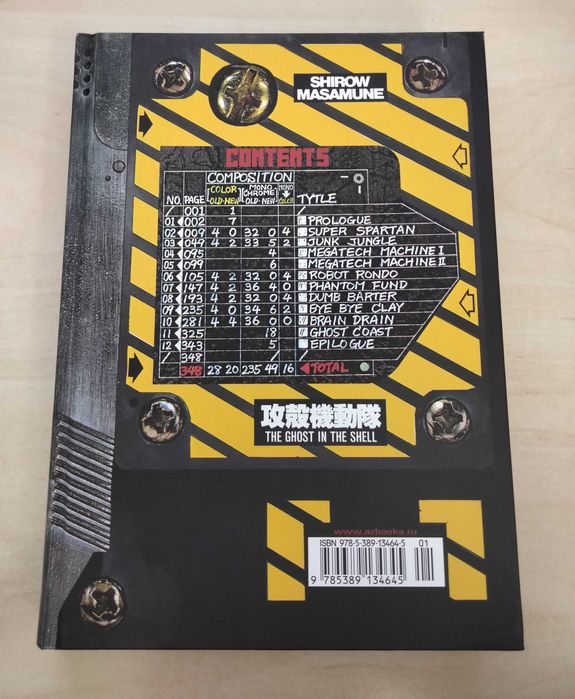 SHIROW
MASAMUNE
CONTENTS
COMPOSITION
COLOR MONO CHROME MONO
NO. PAGE OLD·NEW OLD·NEW COLOR TYTLE
/ 001 1 /
01 002 7 PROLOGUE
02 009 4 0 32 0 4 SUPER SPARTAN
03 049 4 2 33 5 2 JUNK JUNGLE
04 095 4 MEGATECH MACHINE I
05 099 6 MEGATECH MACHINE II
06 105 4 2 32 0 4 ROBOT RONDO
07 147 4 2 36 4 0 PHANTOM FUND
08 193 4 2 32 0 4 DUMB BARTER
09 235 4 0 34 6 2 BYE BYE CLAY
10 281 4 4 36 0 0 BRAIN DRAIN
11 325 18 GHOST COAST
12 343 5 EPILOGUE
/ 348 /
348 28 20 235 49 16 TOTAL
攻殻機動隊
THE GHOST IN THE SHELL
www.azbooka.ru
ISBN 978-5-389-13464-5 01
9 785389 134645